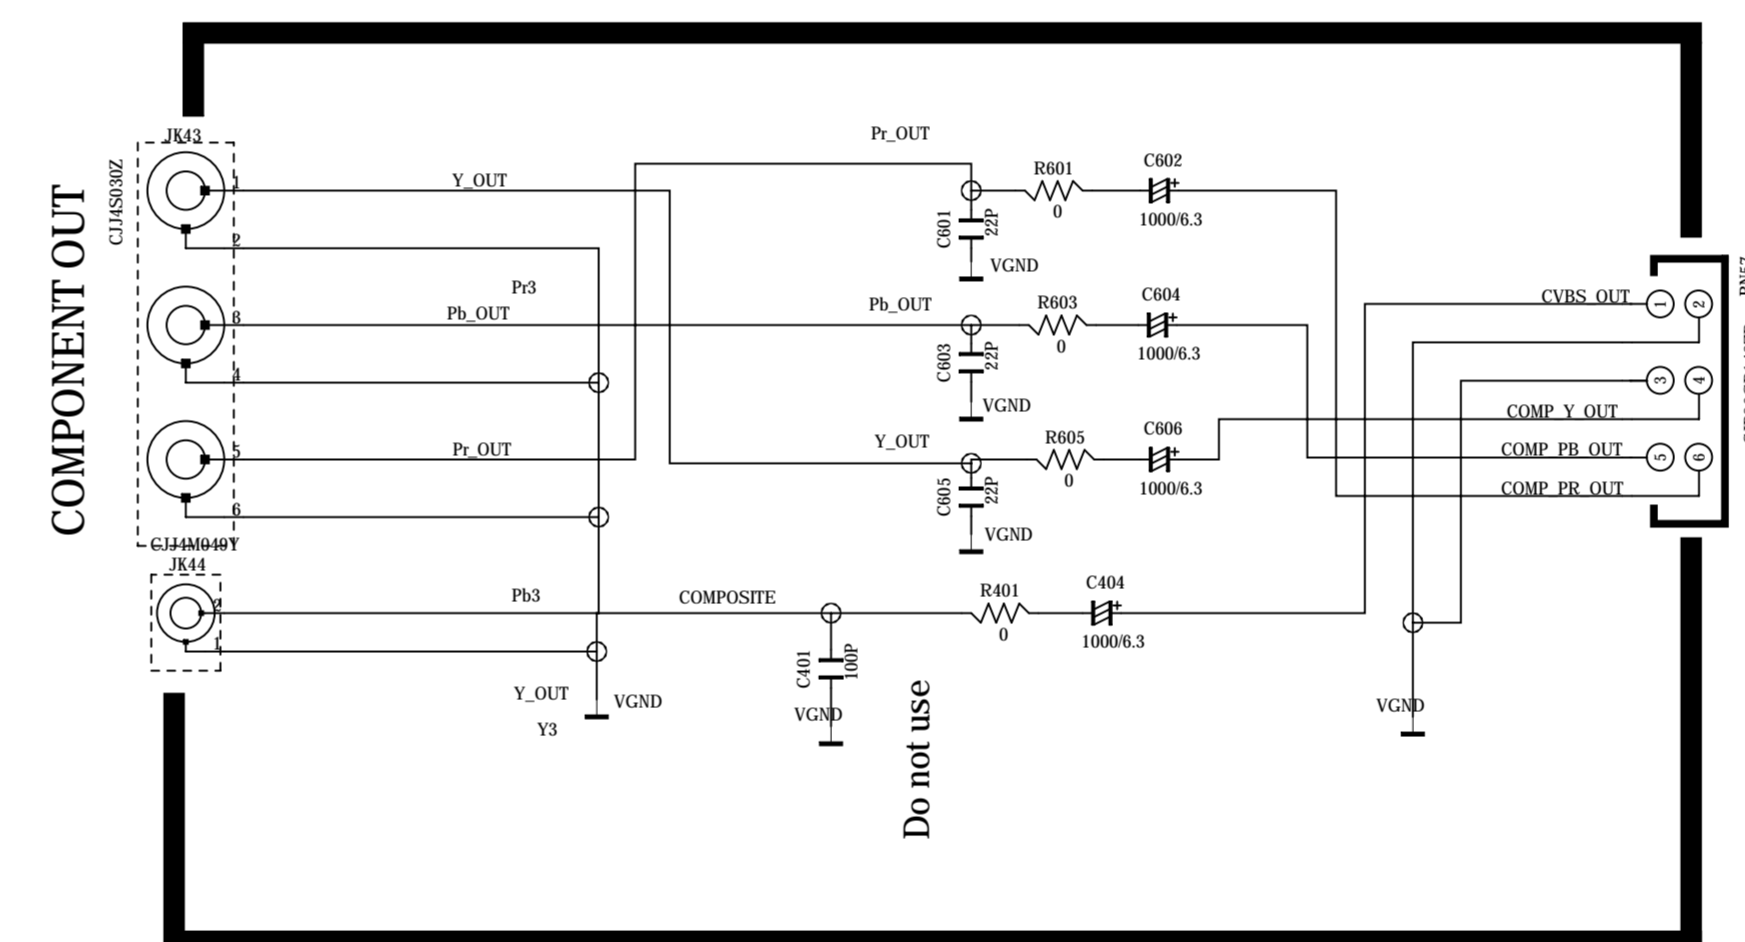 COMPONENT OUT
CJJ4S030Z
JK43
1
Y_OUT
2
Pr3
3
Pb_OUT
4
5
Pr_OUT
6
CJJ4M049Y
JK44
2
Pb3
COMPOSITE
1
Y_OUT
Y3
VGND
Pr_OUT
R601
0
C602
+
1000/6.3
C601
22P
VGND
Pb_OUT
R603
0
C604
+
1000/6.3
C603
22P
VGND
Y_OUT
R605
0
C606
+
1000/6.3
C605
22P
VGND
R401
0
C404
+
1000/6.3
C401
100P
VGND
Do not use
VGND
CVBS_OUT
1
2
3
4
COMP_Y_OUT
COMP_PB_OUT
5
6
COMP_PR_OUT